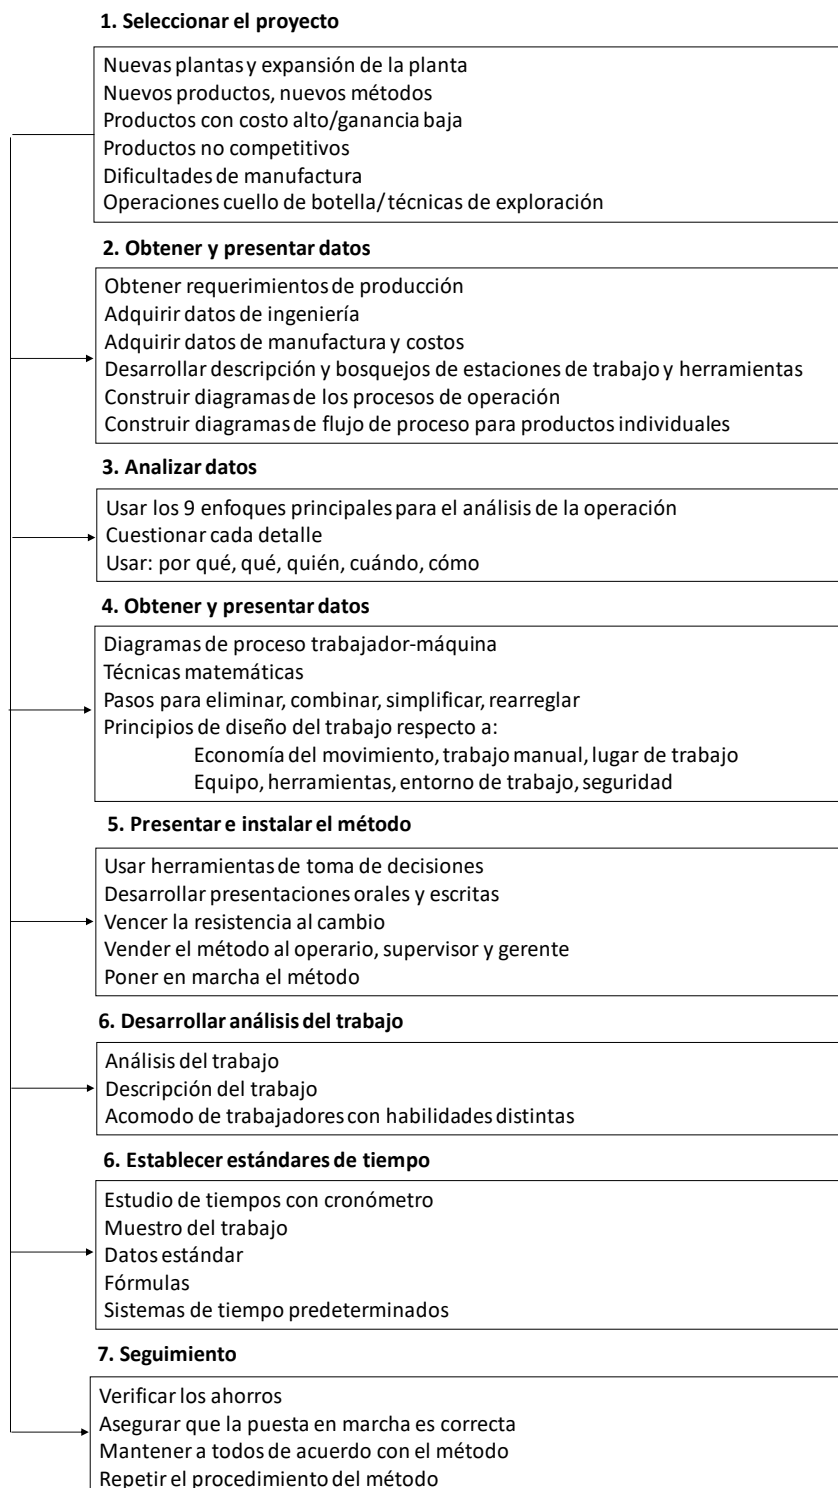 1. Seleccionar el proyecto
Nuevas plantas y expansión de la planta
Nuevos productos, nuevos métodos
Productos con costo alto/ganancia baja
Productos no competitivos
Dificultades de manufactura
Operaciones cuello de botella/técnicas de exploración
2. Obtener y presentar datos
Obtener requerimientos de producción
Adquirir datos de ingeniería
Adquirir datos de manufactura y costos
Desarrollar descripción y bosquejos de estaciones de trabajo y herramientas
Construir diagramas de los procesos de operación
Construir diagramas de flujo de proceso para productos individuales
3. Analizar datos
Usar los 9 enfoques principales para el análisis de la operación
Cuestionar cada detalle
Usar: por qué, qué, quién, cuándo, cómo
4. Obtener y presentar datos
Diagramas de proceso trabajador-máquina
Técnicas matemáticas
Pasos para eliminar, combinar, simplificar, rearreglar
Principios de diseño del trabajo respecto a:
Economía del movimiento, trabajo manual, lugar de trabajo
Equipo, herramientas, entorno de trabajo, seguridad
5. Presentar e instalar el método
Usar herramientas de toma de decisiones
Desarrollar presentaciones orales y escritas
Vencer la resistencia al cambio
Vender el método al operario, supervisor y gerente
Poner en marcha el método
6. Desarrollar análisis del trabajo
Análisis del trabajo
Descripción del trabajo
Acomodo de trabajadores con habilidades distintas
6. Establecer estándares de tiempo
Estudio de tiempos con cronómetro
Muestro del trabajo
Datos estándar
Fórmulas
Sistemas de tiempo predeterminados
7. Seguimiento
Verificar los ahorros
Asegurar que la puesta en marcha es correcta
Mantener a todos de acuerdo con el método
Repetir el procedimiento del método